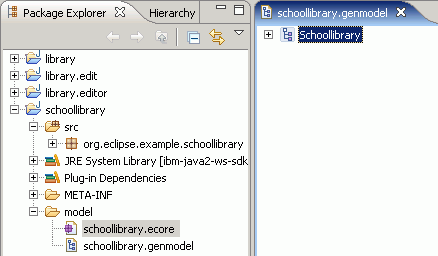 Package Explorer
Hierarchy
library
library.edit
library.editor
schoollibrary
src
org.eclipse.example.schoollibrary
JRE System Library [ibm-java2-ws-sdk
Plug-in Dependencies
META-INF
model
schoollibrary.ecore
schoollibrary.genmodel
schoollibrary.genmodel
Schoollibrary